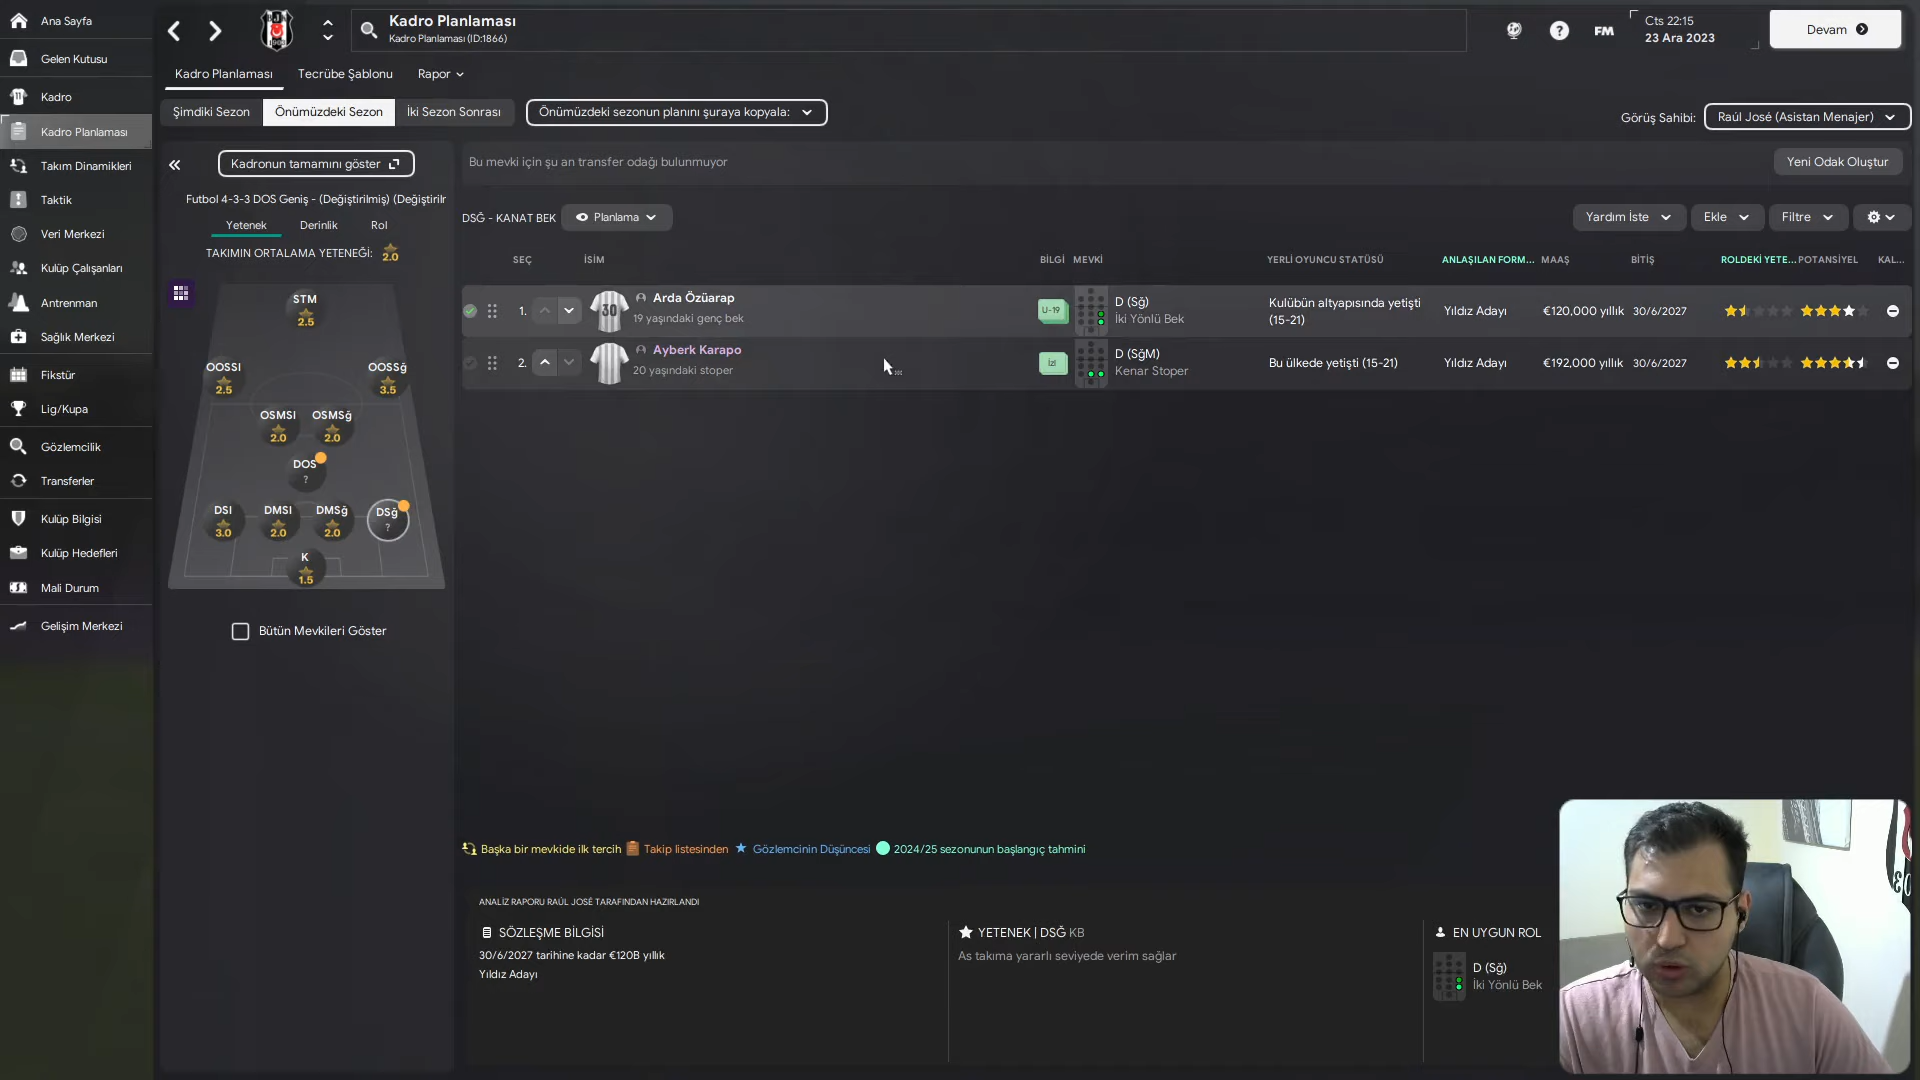 Ana Sayfa
Gelen Kutusu
Kadro
Kadro Planlaması
Takım Dinamikleri
Taktik
Veri Merkezi
Kulüp Çalışanları
Antrenman
Sağlık Merkezi
Fikstür
Lig/Kupa
Gözlemcilik
Transferler
Kulüp Bilgisi
Kulüp Hedefleri
Mali Durum
Gelişim Merkezi
Kadro Planlaması
Kadro Planlaması (ID:1866)
FM
Cts 22:15
23 Ara 2023
Devam
Kadro Planlaması Tecrübe Şablonu Rapor
Şimdiki Sezon Önümüzdeki Sezon İki Sezon Sonrası Önümüzdeki sezonun planını şuraya kopyala:
Görüş Sahibi: Raúl José (Asistan Menajer)
Kadronun tamamını göster
Futbol 4-3-3 DOS Geniş - (Değiştirilmiş) (Değiştirilr
Yetenek Derinlik Rol
TAKIMIN ORTALAMA YETENEĞİ: 2.0
STM
2.5
OOSSl OOSSğ
2.5 3.5
OSMSl OSMSğ
2.0 2.0
DOS
?
DSl DMSl DMSğ DSğ
3.0 2.0 2.0 ?
K
1.5
Bütün Mevkileri Göster
Bu mevki için şu an transfer odağı bulunmuyor
Yeni Odak Oluştur
DSĞ - KANAT BEK Planlama
Yardım İste Ekle Filtre
SEÇ İSİM BİLGİ MEVKİ YERLİ OYUNCU STATÜSÜ ANLAŞILAN FORM... MAAŞ BİTİŞ ROLDEKİ YETE... POTANSİYEL KAL...
1. 30 Arda Özüarap
19 yaşındaki genç bek
U-19
D (Sğ)
İki Yönlü Bek
Kulübün altyapısında yetişti
(15-21)
Yıldız Adayı €120,000 yıllık 30/6/2027
2. Ayberk Karapo
20 yaşındaki stoper
İzl
D (SğM)
Kenar Stoper
Bu ülkede yetişti (15-21)
Yıldız Adayı €192,000 yıllık 30/6/2027
Başka bir mevkide ilk tercih Takip listesinden Gözlemcinin Düşüncesi 2024/25 sezonunun başlangıç tahmini
ANALİZ RAPORU RAÚL JOSÉ TARAFINDAN HAZIRLANDI
SÖZLEŞME BİLGİSİ
30/6/2027 tarihine kadar €120B yıllık
Yıldız Adayı
YETENEK | DSĞ KB
As takıma yararlı seviyede verim sağlar
EN UYGUN ROL
D (Sğ)
İki Yönlü Bek